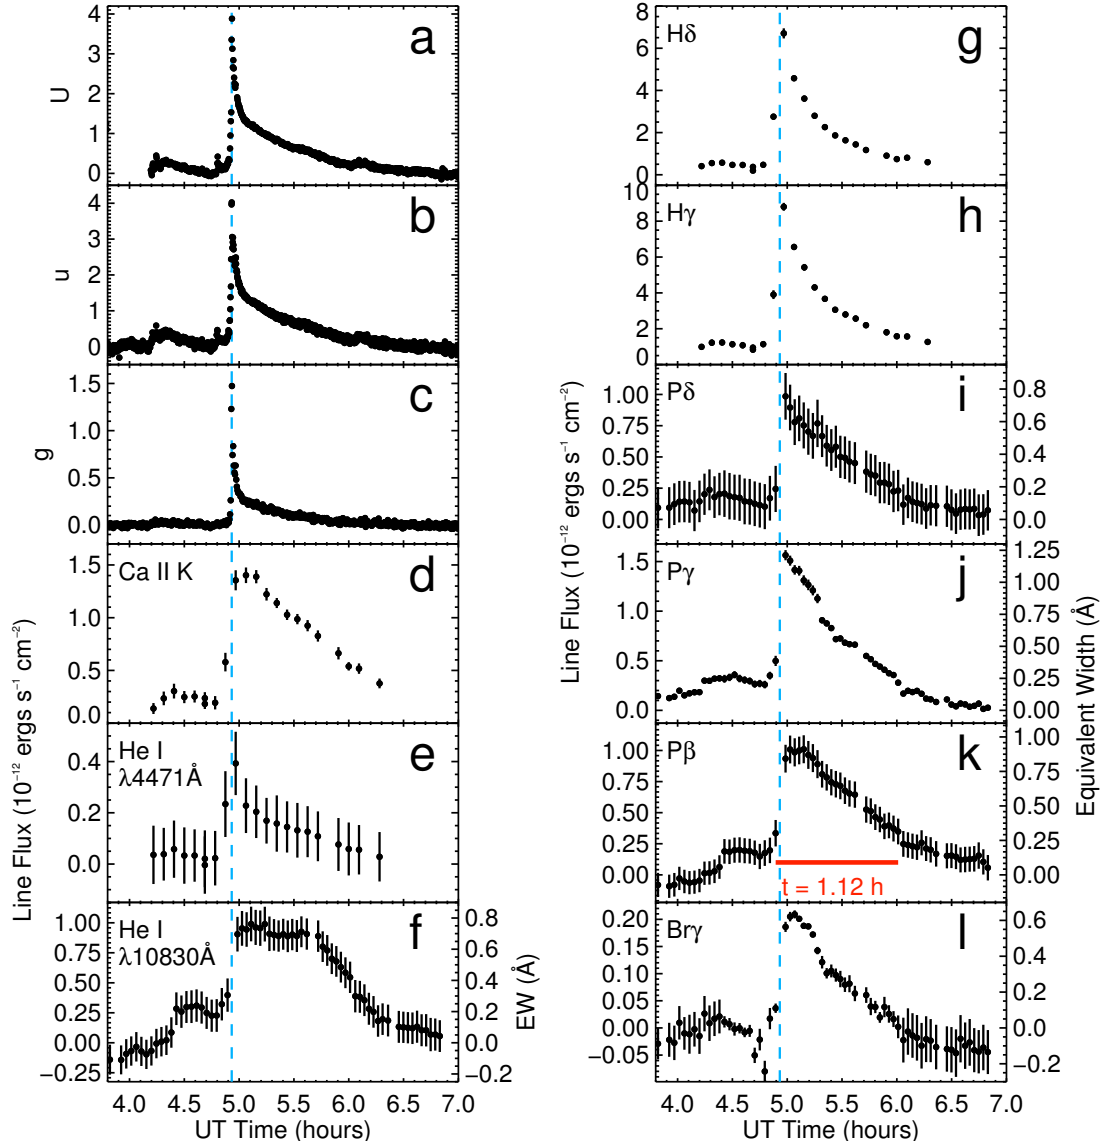 4
3
2
1
0
U
a
4
3
2
1
0
u
b
1.5
1.0
0.5
0.0
g
c
1.5
1.0
0.5
0.0
Ca II K
d
0.4
0.2
0.0
He I
λ4471Å
e
Line Flux (10⁻¹² ergs s⁻¹ cm⁻²)
1.00
0.75
0.50
0.25
0.00
−0.25
He I
λ10830Å
f
0.8
0.6
0.4
0.2
0.0
−0.2
EW (Å)
4.0 4.5 5.0 5.5 6.0 6.5 7.0
UT Time (hours)
8
6
4
2
0
Hδ
g
10
8
6
4
2
0
Hγ
h
1.00
0.75
0.50
0.25
0.00
Pδ
i
0.8
0.6
0.4
0.2
0.0
Line Flux (10⁻¹² ergs s⁻¹ cm⁻²)
1.5
1.0
0.5
0.0
Pγ
j
1.25
1.00
0.75
0.50
0.25
0.00
Equivalent Width (Å)
1.00
0.75
0.50
0.25
0.00
Pβ
k
t = 1.12 h
1.00
0.75
0.50
0.25
0.00
0.20
0.15
0.10
0.05
0.00
−0.05
Brγ
l
0.6
0.4
0.2
0.0
−0.2
4.0 4.5 5.0 5.5 6.0 6.5 7.0
UT Time (hours)